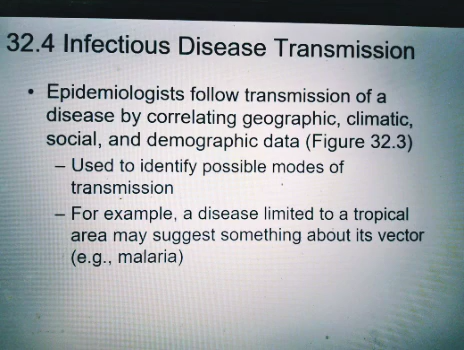 32.4 Infectious Disease Transmission
• Epidemiologists follow transmission of a
disease by correlating geographic, climatic,
social, and demographic data (Figure 32.3)
– Used to identify possible modes of
transmission
– For example, a disease limited to a tropical
area may suggest something about its vector
(e.g., malaria)